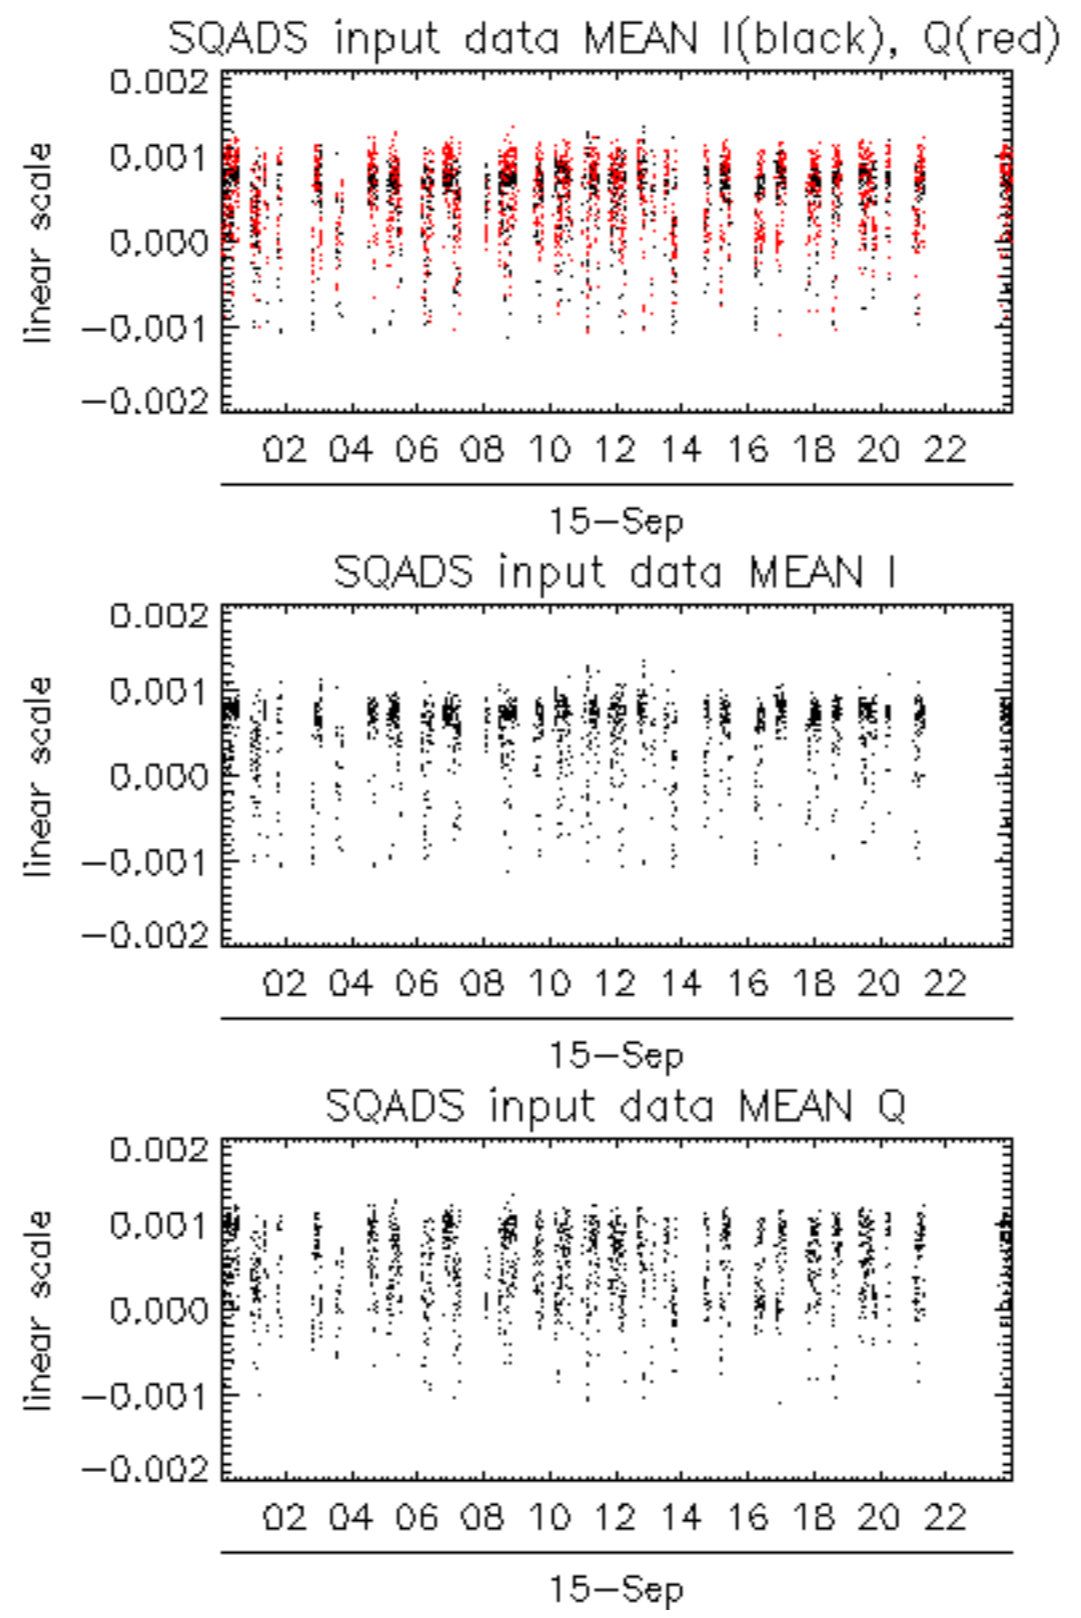 SQADS input data MEAN I(black), Q(red)
0.002
0.001
0.000
−0.001
−0.002
linear scale
02 04 06 08 10 12 14 16 18 20 22
15−Sep
SQADS input data MEAN I
0.002
0.001
0.000
−0.001
−0.002
linear scale
02 04 06 08 10 12 14 16 18 20 22
15−Sep
SQADS input data MEAN Q
0.002
0.001
0.000
−0.001
−0.002
linear scale
02 04 06 08 10 12 14 16 18 20 22
15−Sep